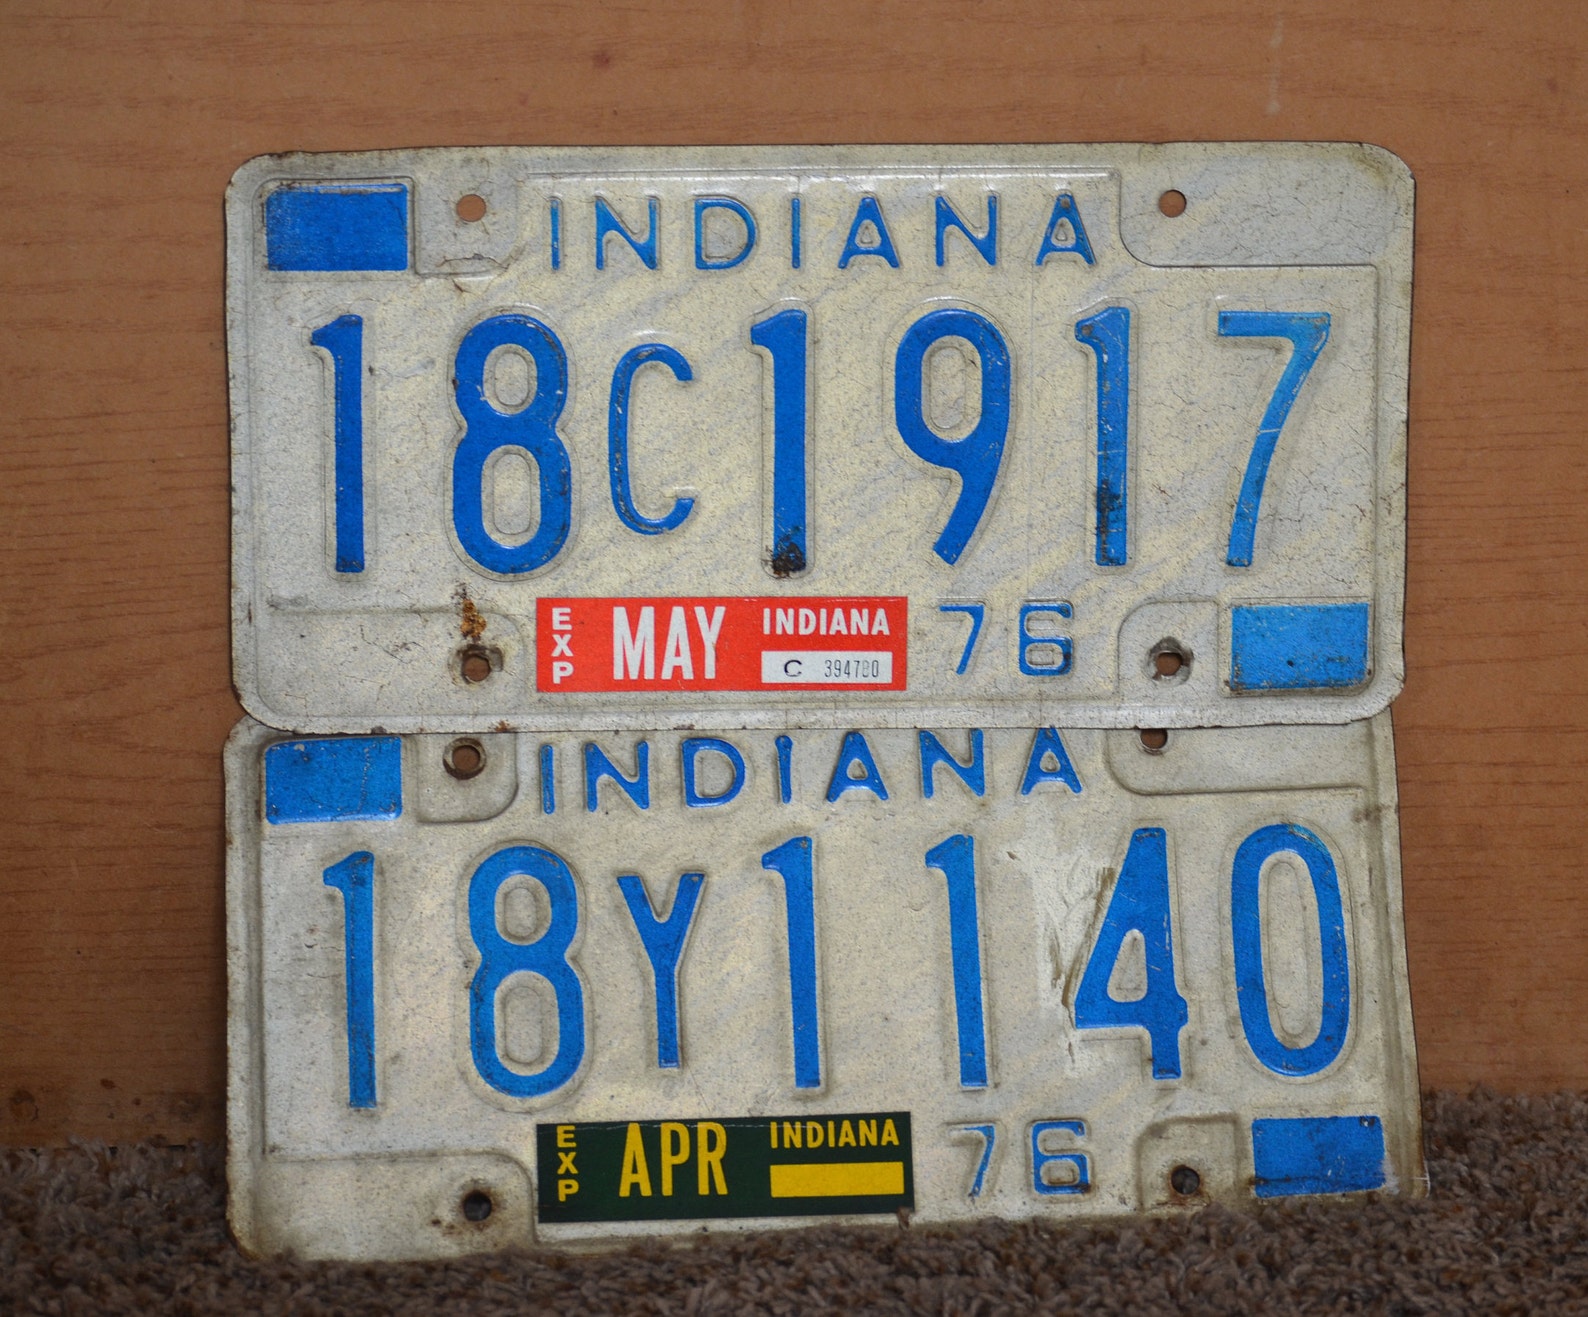 INDIANA
18C1917
EXP MAY INDIANA 76
C 394780
INDIANA
18Y1140
EXP APR INDIANA 76